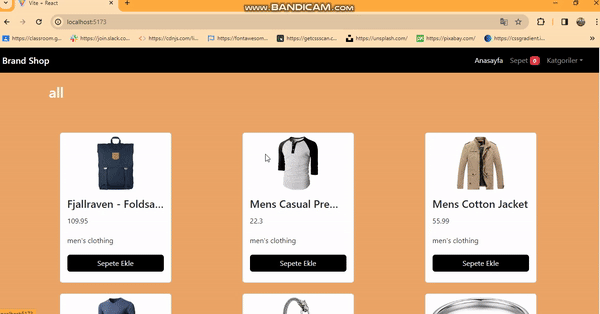 www.BANDICAM.com
Vite + React
localhost:5173
https://classroom.g...
https://join.slack.co...
https://cdnjs.com/li...
https://fontawesom...
https://getcssscan.c...
https://unsplash.com/
https://pixabay.com/
https://cssgradient.i...
Brand Shop
Anasayfa
Sepet 0
Katgoriler
all
Fjallraven - Foldsa...
109.95
men's clothing
Sepete Ekle
Mens Casual Pre...
22.3
men's clothing
Sepete Ekle
Mens Cotton Jacket
55.99
men's clothing
Sepete Ekle
localhost:5173